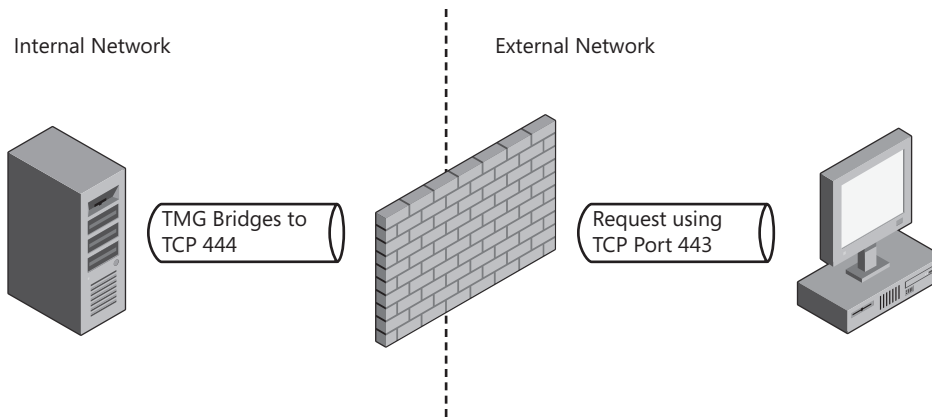 Internal Network
External Network
TMG Bridges to
TCP 444
Request using
TCP Port 443